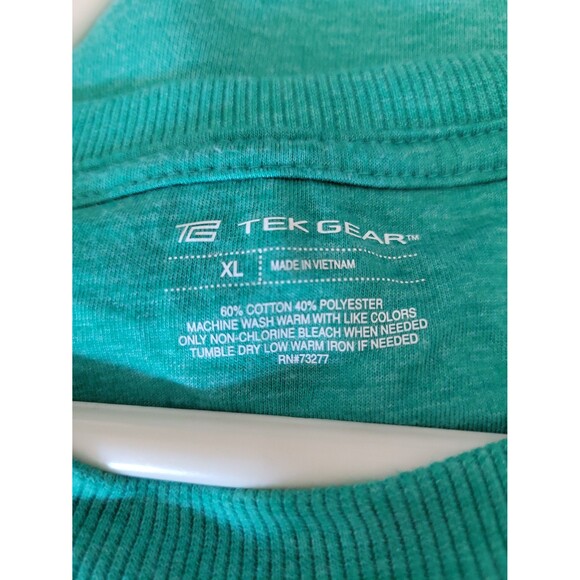 TG TEK GEAR™
XL MADE IN VIETNAM
60% COTTON 40% POLYESTER
MACHINE WASH WARM WITH LIKE COLORS
ONLY NON-CHLORINE BLEACH WHEN NEEDED
TUMBLE DRY LOW WARM IRON IF NEEDED
RN#73277